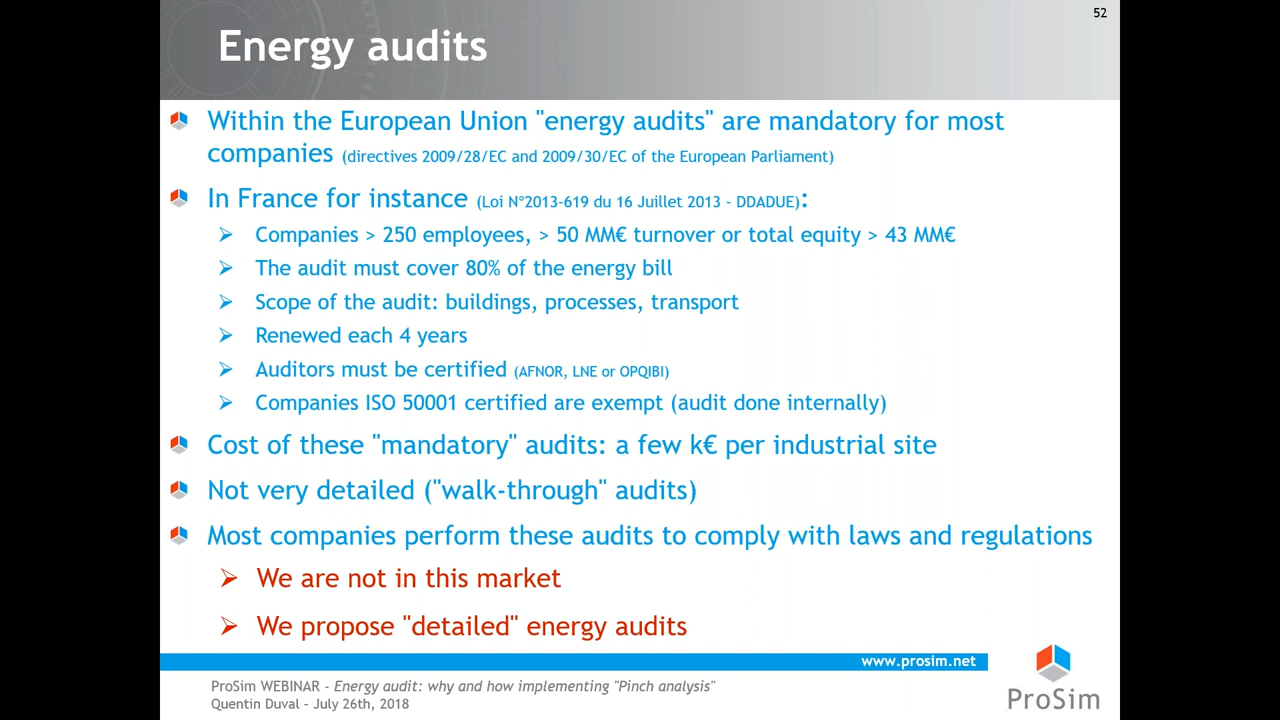 52
Energy audits
Within the European Union "energy audits" are mandatory for most
companies (directives 2009/28/EC and 2009/30/EC of the European Parliament)
In France for instance (Loi N°2013-619 du 16 Juillet 2013 - DDADUE):
Companies > 250 employees, > 50 MM€ turnover or total equity > 43 MM€
The audit must cover 80% of the energy bill
Scope of the audit: buildings, processes, transport
Renewed each 4 years
Auditors must be certified (AFNOR, LNE or OPQIBI)
Companies ISO 50001 certified are exempt (audit done internally)
Cost of these "mandatory" audits: a few k€ per industrial site
Not very detailed ("walk-through" audits)
Most companies perform these audits to comply with laws and regulations
We are not in this market
We propose "detailed" energy audits
www.prosim.net
ProSim WEBINAR - Energy audit: why and how implementing "Pinch analysis"
Quentin Duval - July 26th, 2018
ProSim